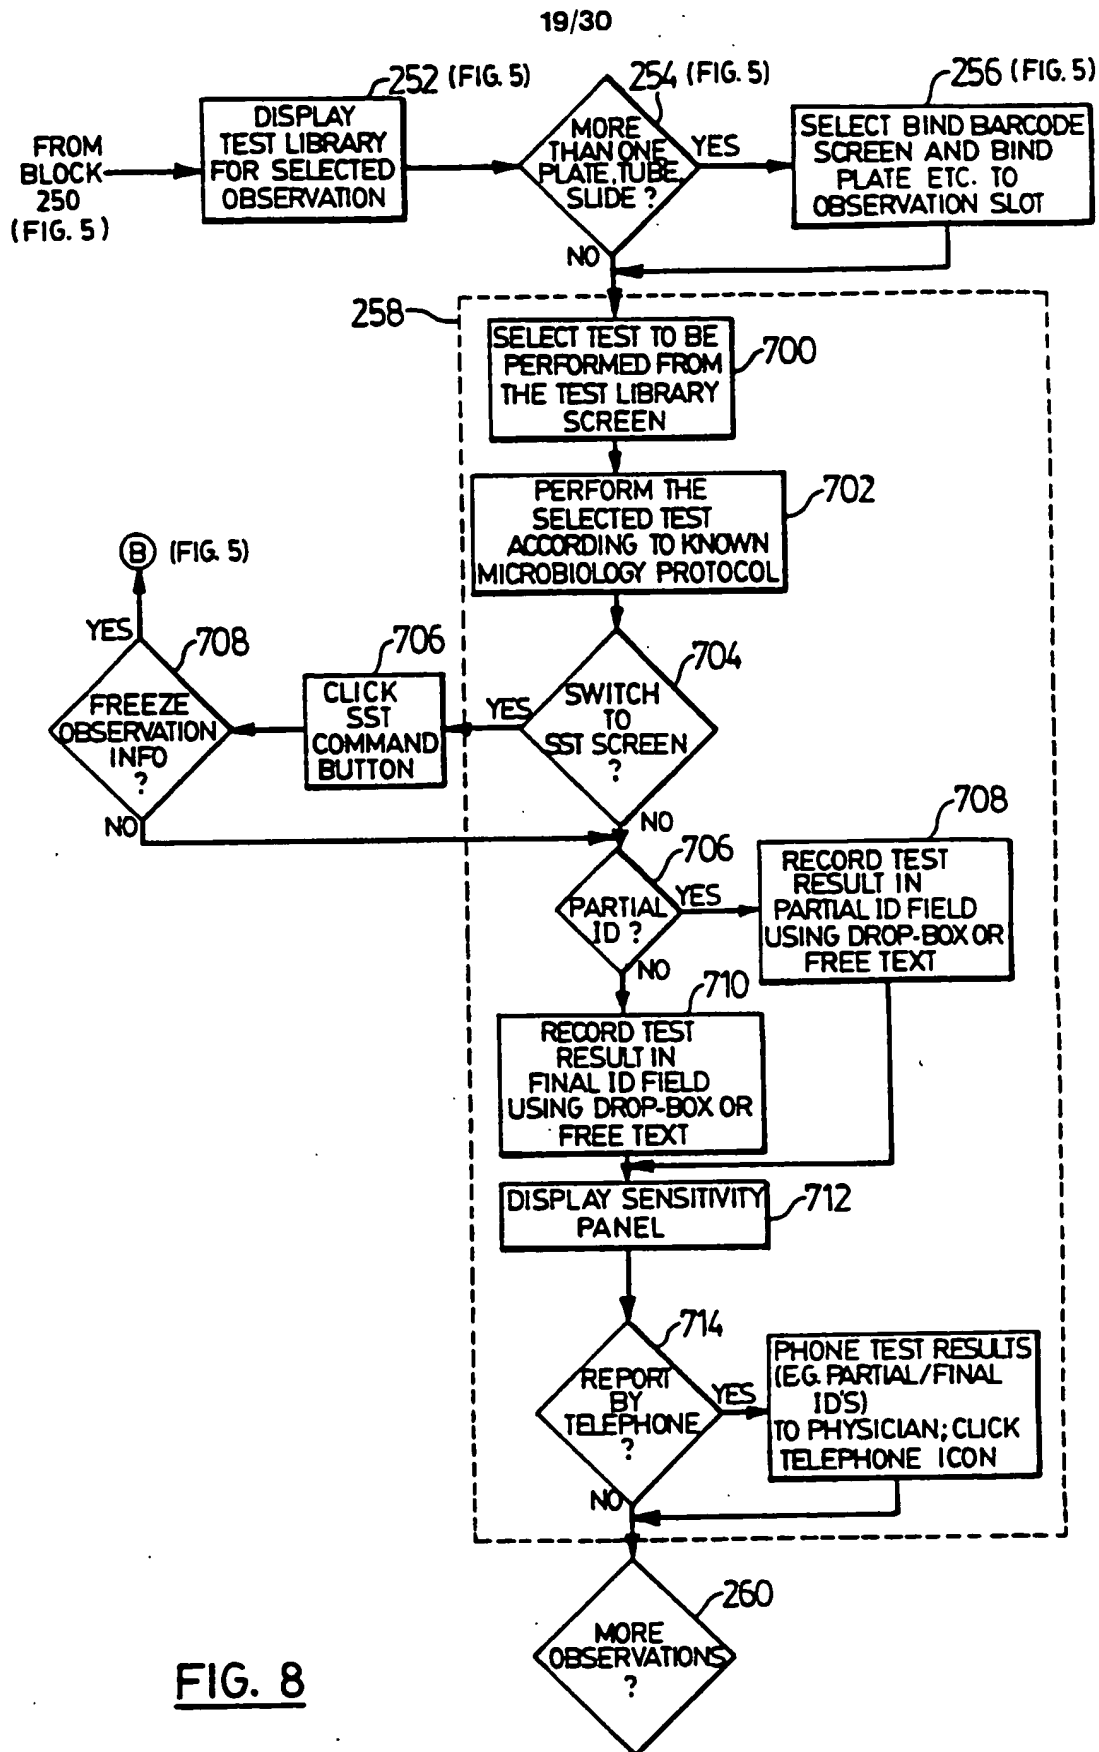 19/30
252 (FIG. 5)
254 (FIG. 5)
256 (FIG. 5)
FROM
BLOCK
250
(FIG. 5)
DISPLAY
TEST LIBRARY
FOR SELECTED
OBSERVATION
MORE
THAN ONE
PLATE, TUBE,
SLIDE ?
YES
NO
SELECT BIND BARCODE
SCREEN AND BIND
PLATE ETC. TO
OBSERVATION SLOT
258
SELECT TEST TO BE
PERFORMED FROM
THE TEST LIBRARY
SCREEN
700
PERFORM THE
SELECTED TEST
ACCORDING TO KNOWN
MICROBIOLOGY PROTOCOL
702
B (FIG. 5)
YES
708
FREEZE
OBSERVATION
INFO
?
NO
706
CLICK
SST
COMMAND
BUTTON
YES
704
SWITCH
TO
SST SCREEN
?
NO
706
PARTIAL
ID ?
YES
NO
708
RECORD TEST
RESULT IN
PARTIAL ID FIELD
USING DROP-BOX OR
FREE TEXT
710
RECORD TEST
RESULT IN
FINAL ID FIELD
USING DROP-BOX OR
FREE TEXT
DISPLAY SENSITIVITY
PANEL
712
714
REPORT
BY
TELEPHONE
?
YES
NO
PHONE TEST RESULTS
(E.G. PARTIAL/FINAL
ID'S)
TO PHYSICIAN; CLICK
TELEPHONE ICON
260
MORE
OBSERVATIONS
?
FIG. 8